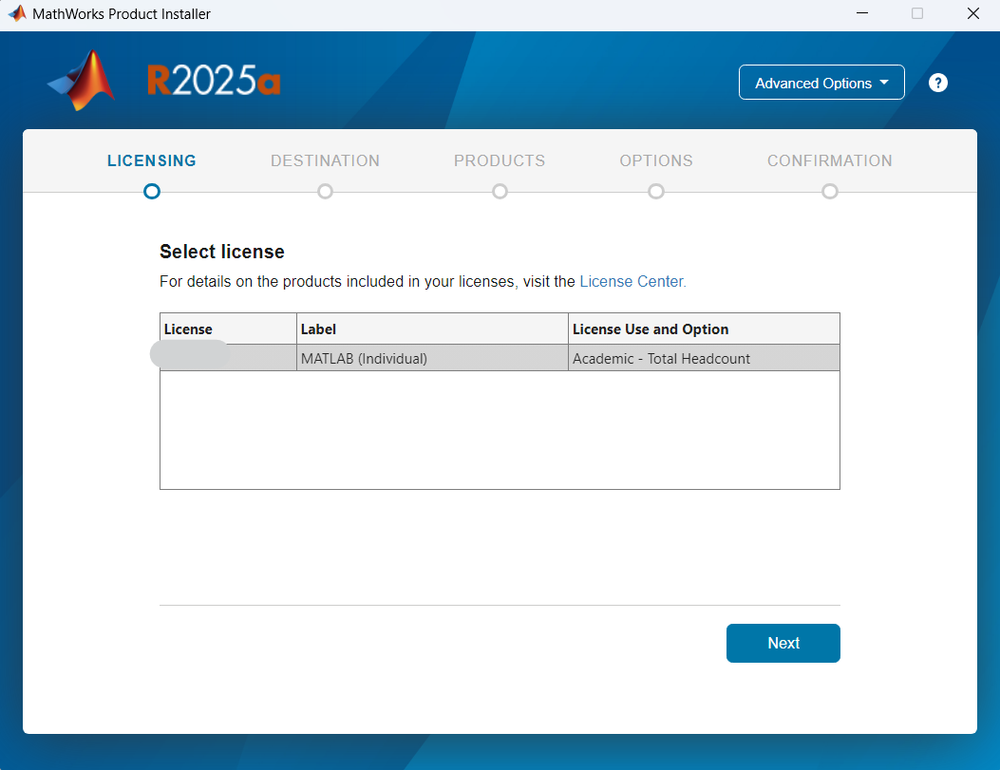 MathWorks Product Installer
R2025a
Advanced Options
?
LICENSING DESTINATION PRODUCTS OPTIONS CONFIRMATION
Select license
For details on the products included in your licenses, visit the License Center.
License Label License Use and Option
MATLAB (Individual) Academic - Total Headcount
Next